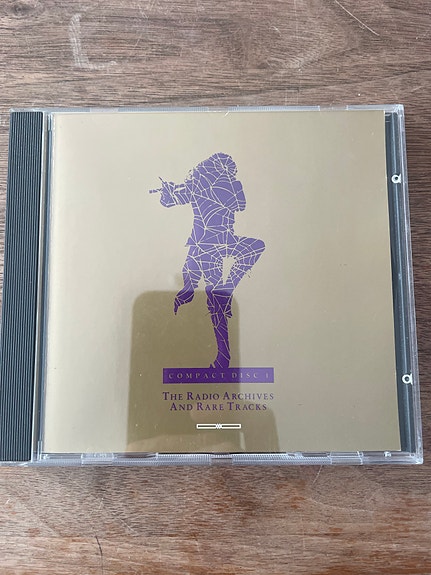 COMPACT DISC 1
THE RADIO ARCHIVES
AND RARE TRACKS